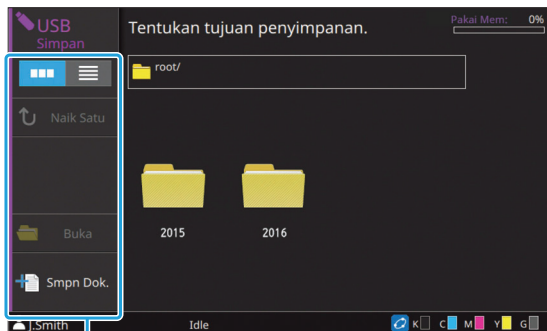 USB
Simpan
Tentukan tujuan penyimpanan.
Pakai Mem: 0%
root/
Naik Satu
Buka
2015
2016
Smpn Dok.
J.Smith
Idle
K C M Y G